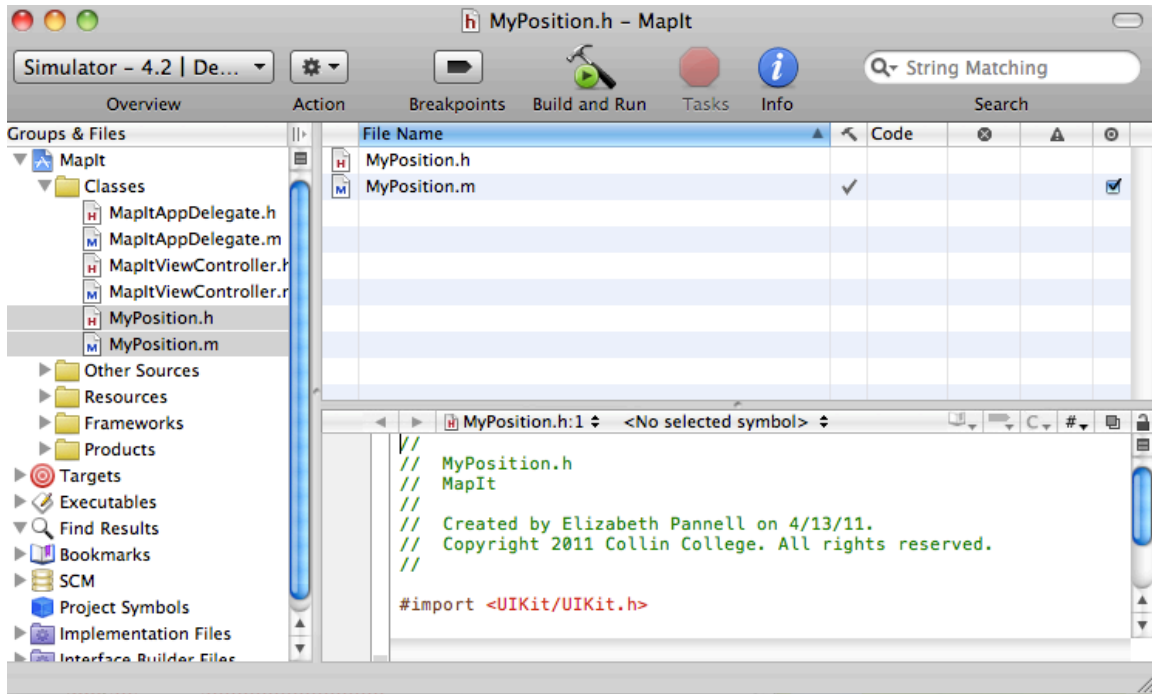 MyPosition.h – MapIt
Simulator – 4.2 | De...
String Matching
Overview
Action
Breakpoints
Build and Run
Tasks
Info
Search
Groups & Files
File Name
Code
MapIt
Classes
MapItAppDelegate.h
MapItAppDelegate.m
MapItViewController.h
MapItViewController.r
MyPosition.h
MyPosition.m
Other Sources
Resources
Frameworks
Products
Targets
Executables
Find Results
Bookmarks
SCM
Project Symbols
Implementation Files
Interface Builder Files
MyPosition.h
MyPosition.m
MyPosition.h:1 <No selected symbol> C #
//
// MyPosition.h
// MapIt
//
// Created by Elizabeth Pannell on 4/13/11.
// Copyright 2011 Collin College. All rights reserved.
//
#import <UIKit/UIKit.h>